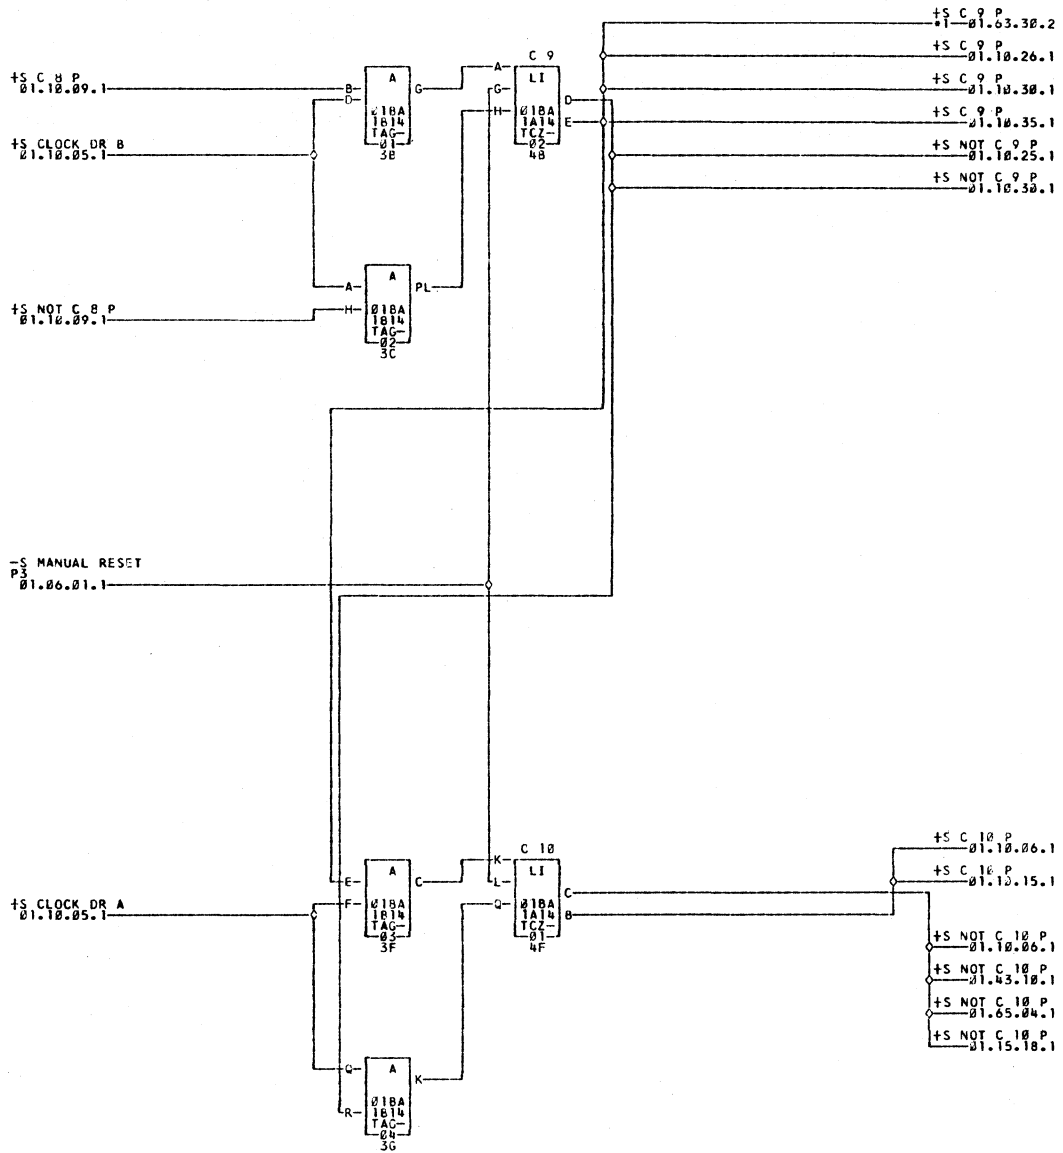 +S C 9 P
*1—01.63.30.2
+S C 9 P
01.10.26.1
+S C 9 P
01.10.30.1
+S C 9 P
01.10.35.1
+S NOT C 9 P
01.10.25.1
+S NOT C 9 P
01.10.30.1
+S C 8 P
01.10.09.1
B
D
A
G
01BA
1B14
TAG-
01
3B
C 9
A
G
H
LI
D
E
01BA
1A14
TCZ-
02
4B
+S CLOCK DR B
01.10.05.1
A
H
A
PL
01BA
1B14
TAG-
02
3C
+S NOT C 8 P
01.10.09.1
-S MANUAL RESET
P3
01.06.01.1
+S C 10 P
01.10.06.1
+S C 10 P
01.10.15.1
C 10
K
L
Q
LI
C
B
01BA
1A14
TCZ-
01
4F
E
F
A
C
01BA
1B14
TAG-
03
3F
+S CLOCK DR A
01.10.05.1
+S NOT C 10 P
01.10.06.1
+S NOT C 10 P
01.43.10.1
+S NOT C 10 P
01.65.04.1
+S NOT C 10 P
01.15.18.1
Q
R
A
K
01BA
1B14
TAG-
04
3G